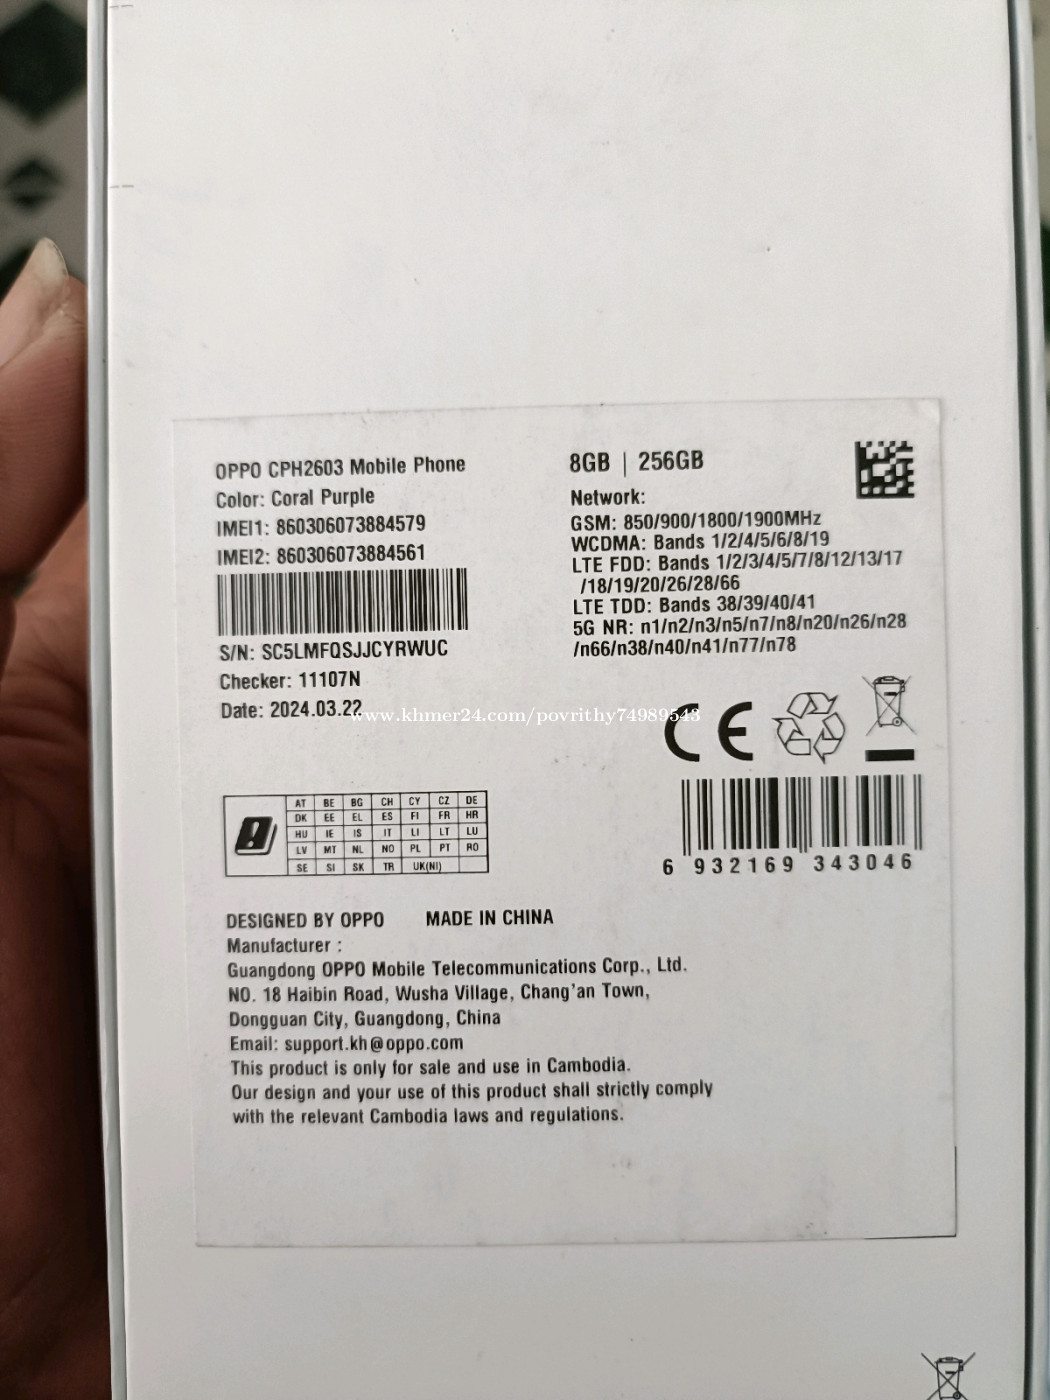 OPPO CPH2603 Mobile Phone
Color: Coral Purple
IMEI1: 860306073884579
IMEI2: 860306073884561
S/N: SC5LMFQSJJCYRWUC
Checker: 11107N
Date: 2024.03.22
8GB | 256GB
Network:
GSM: 850/900/1800/1900MHz
WCDMA: Bands 1/2/4/5/6/8/19
LTE FDD: Bands 1/2/3/4/5/7/8/12/13/17
/18/19/20/26/28/66
LTE TDD: Bands 38/39/40/41
5G NR: n1/n2/n3/n5/n7/n8/n20/n26/n28
/n66/n38/n40/n41/n77/n78
www.khmer24.com/povrithy74989543
CE
AT BE BG CH CY CZ DE
DK EE EL ES FI FR HR
HU IE IS IT LI LT LU
LV MT NL NO PL PT RO
SE SI SK TR UK(NI)
6 932169 343046
DESIGNED BY OPPO MADE IN CHINA
Manufacturer :
Guangdong OPPO Mobile Telecommunications Corp., Ltd.
NO. 18 Haibin Road, Wusha Village, Chang'an Town,
Dongguan City, Guangdong, China
Email: support.kh@oppo.com
This product is only for sale and use in Cambodia.
Our design and your use of this product shall strictly comply
with the relevant Cambodia laws and regulations.